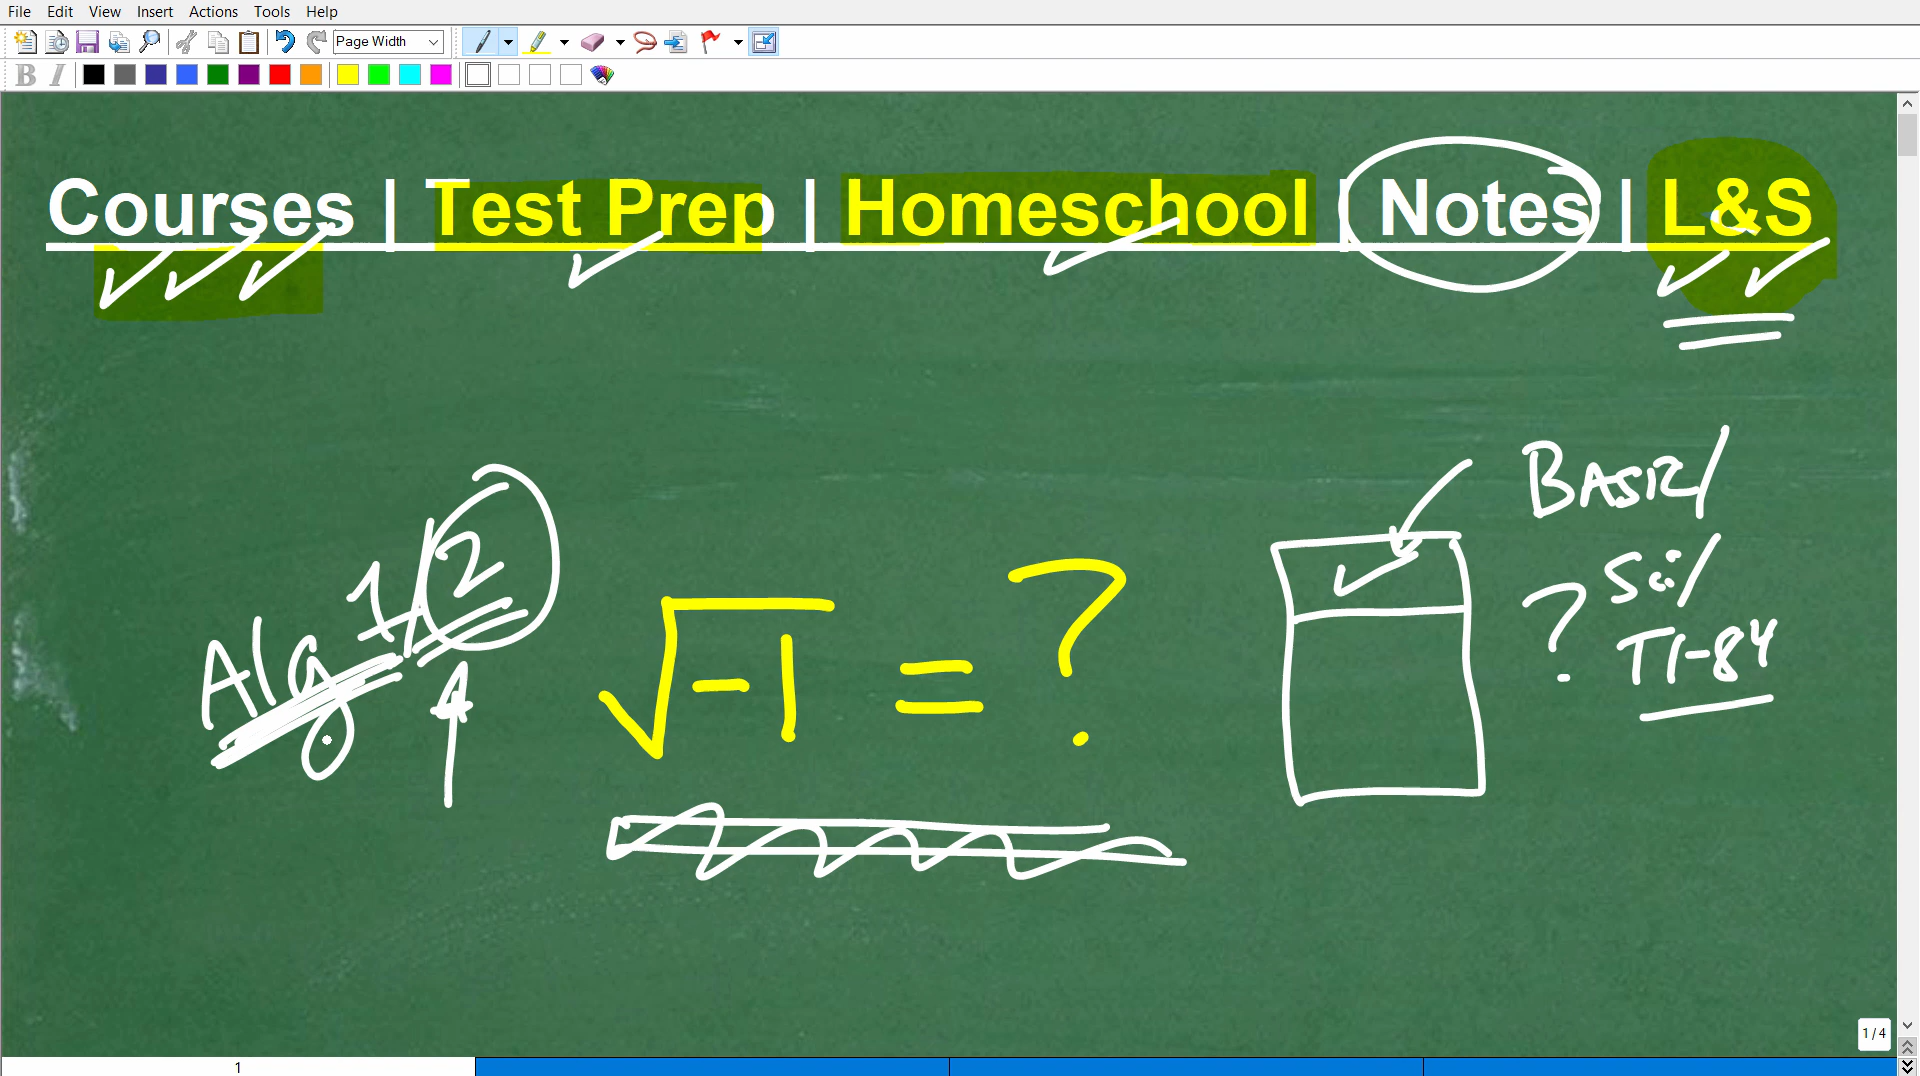 File Edit View Insert Actions Tools Help
Page Width
B I
Courses | Test Prep | Homeschool | Notes | L&S
Alg 1/2
√-1 = ?
BASIC/
Sci/
? TI-84
1 / 4
1